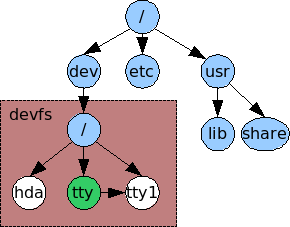 /
dev etc usr
devfs
/
lib share
hda tty tty1